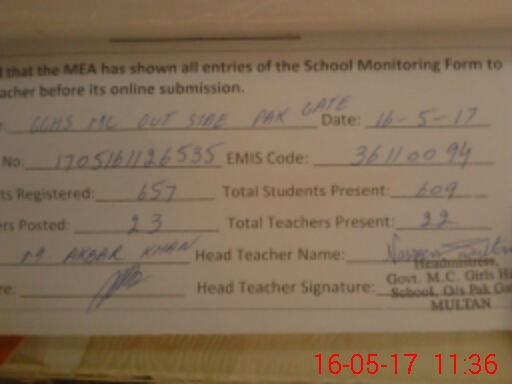 that the MEA has shown all entries of the School Monitoring Form to
acher before its online submission.
GGHS MC OUT SIDE PAK GATE Date: 16-5-17
No: 1705161126535 EMIS Code: 36110094
ts Registered: 657 Total Students Present: 609
ers Posted: 23 Total Teachers Present: 22
M AKBAR KHAN Head Teacher Name:
re: Head Teacher Signature:
Headmistress,
Govt. M.C. Girls Hi
School, O/s Pak Ga
MULTAN
16-05-17 11:36